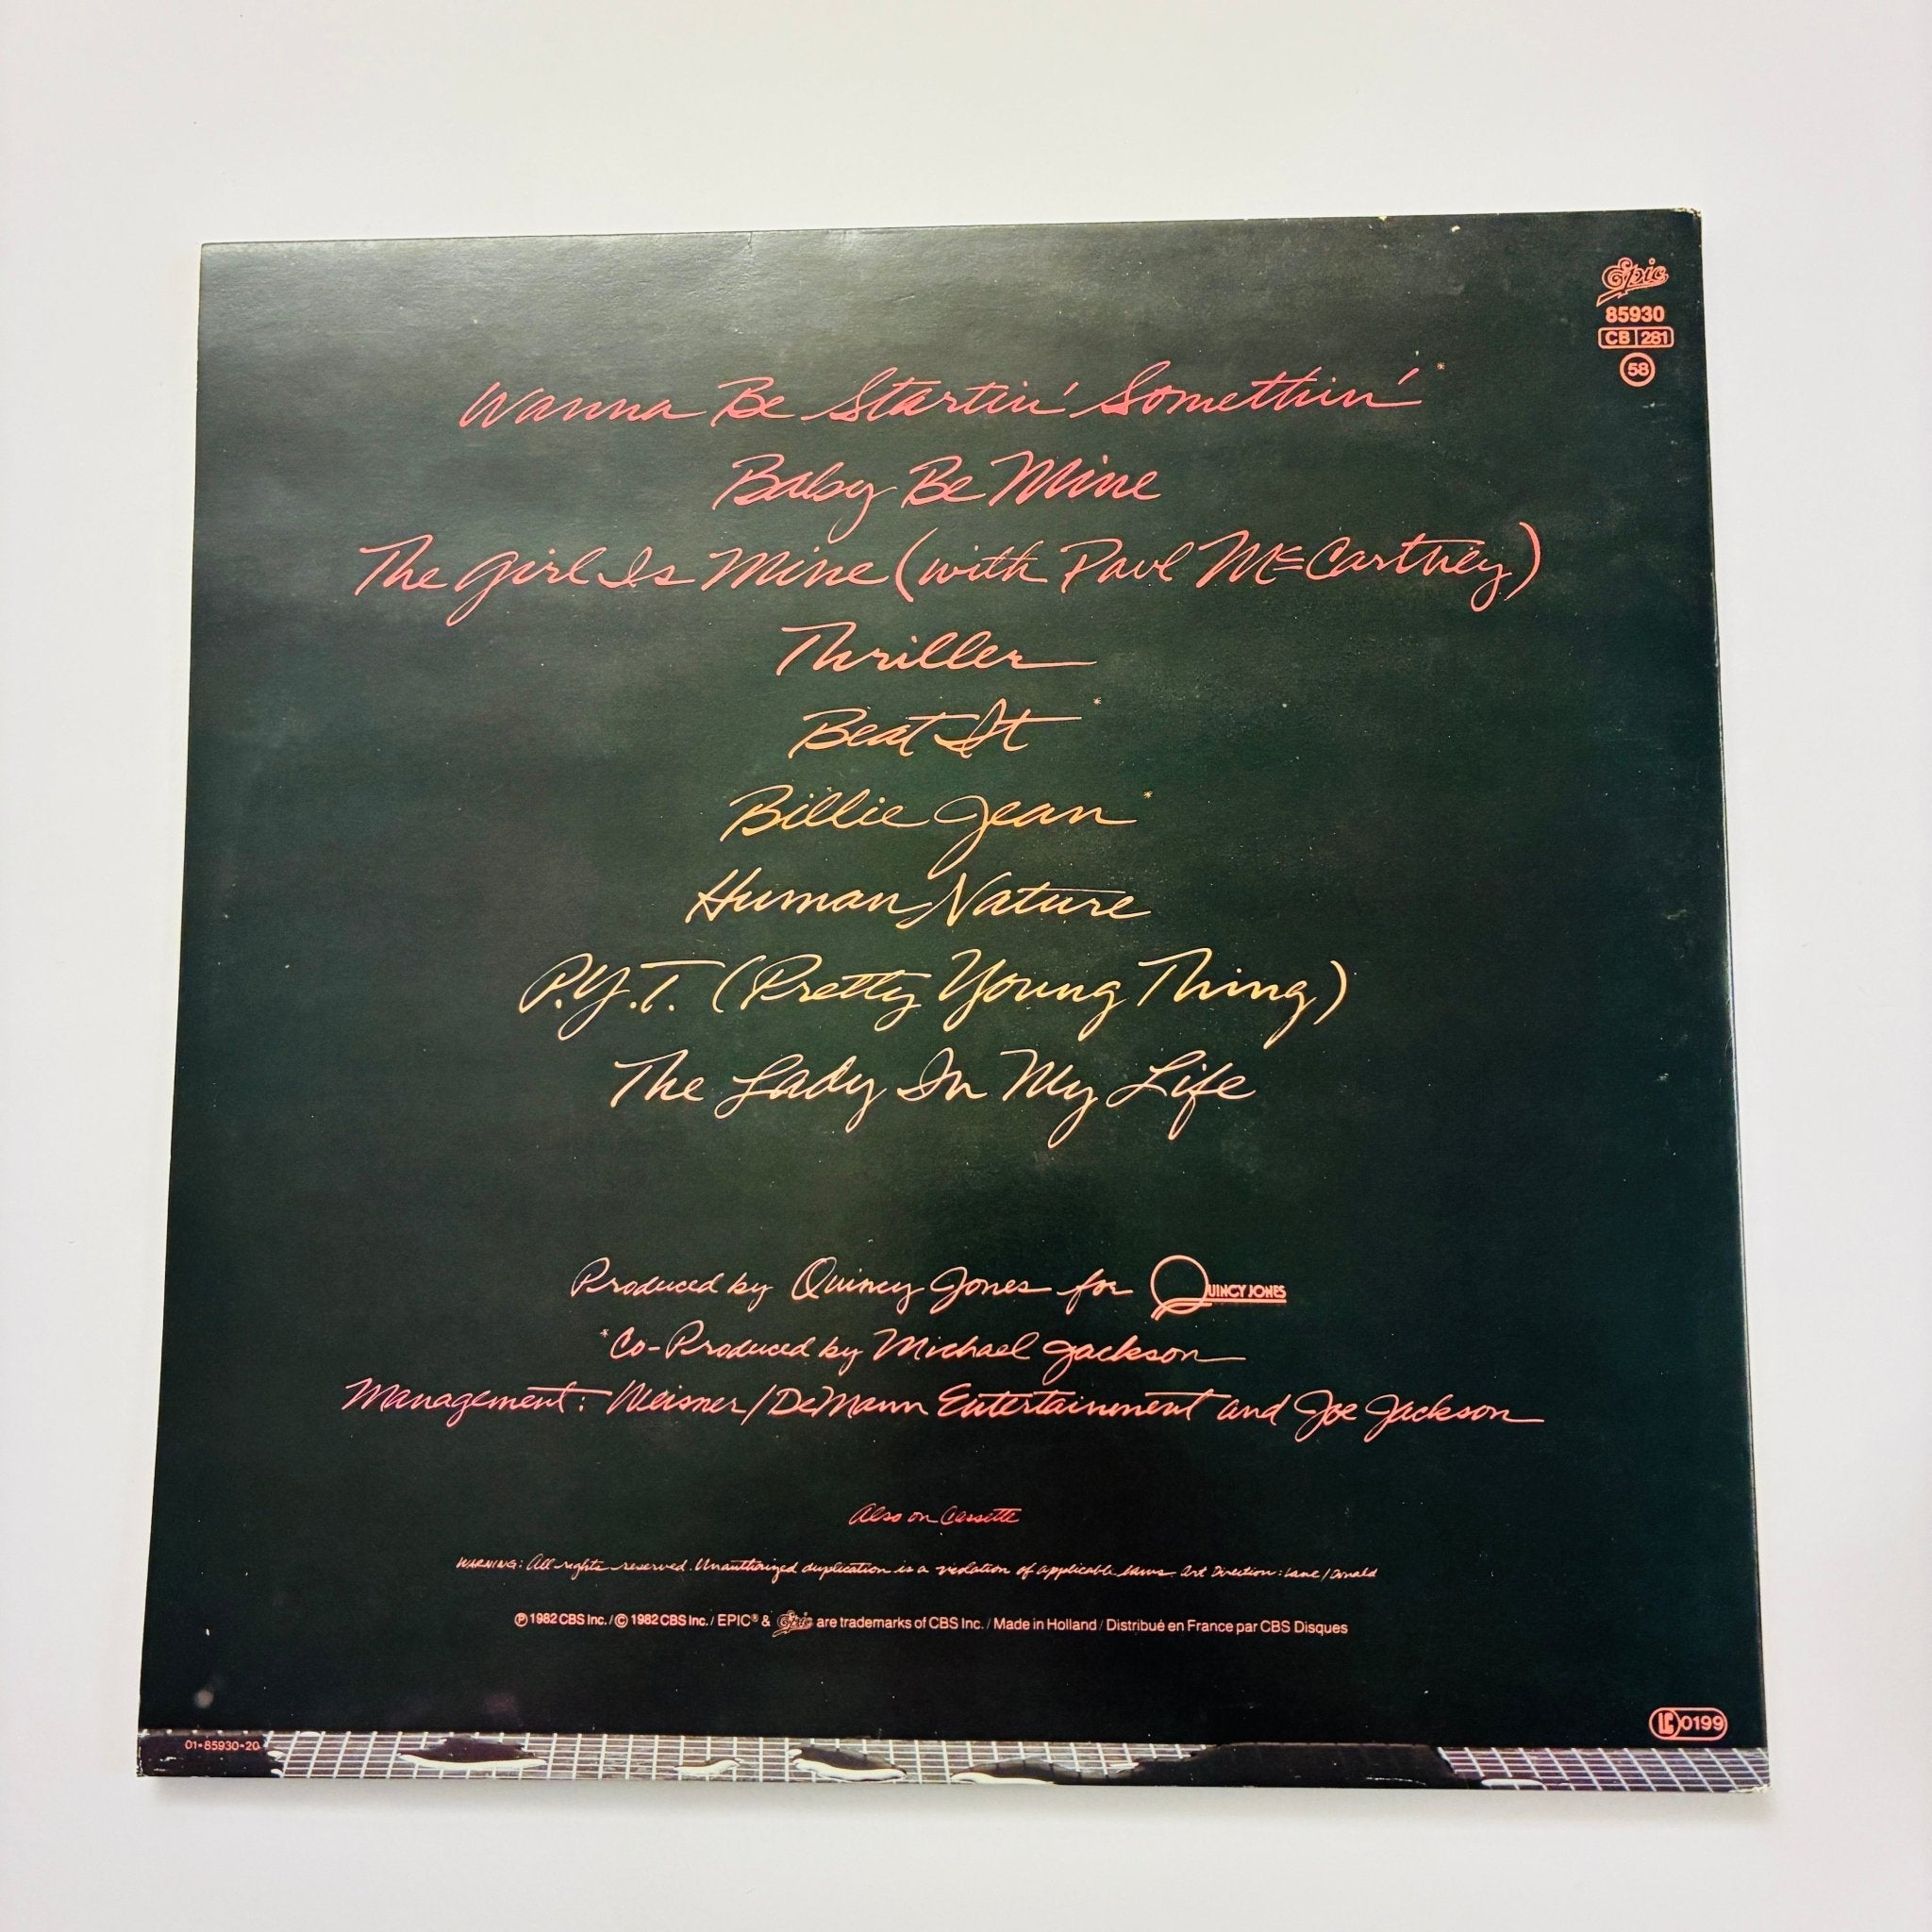 Epic
85930
CB 281
58
Wanna Be Startin' Somethin'*
Baby Be Mine
The Girl Is Mine (with Paul McCartney)
Thriller
Beat It*
Billie Jean*
Human Nature
P.Y.T. (Pretty Young Thing)
The Lady In My Life
Produced by Quincy Jones for QUINCY JONES
*Co-Produced by Michael Jackson
Management: Weisner/DeMann Entertainment and Joe Jackson
Also on Cassette
WARNING: All rights reserved. Unauthorized duplication is a violation of applicable laws. Art Direction: Lane/Donald
℗ 1982 CBS Inc. / © 1982 CBS Inc. / EPIC® & Epic are trademarks of CBS Inc. / Made in Holland / Distribué en France par CBS Disques
LC 0199
01-85930-20